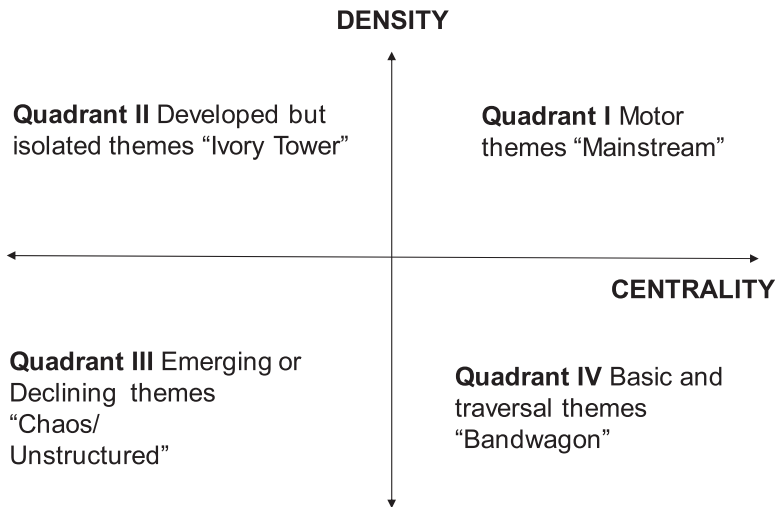 DENSITY
Quadrant II Developed but
isolated themes “Ivory Tower”
Quadrant I Motor
themes “Mainstream”
CENTRALITY
Quadrant III Emerging or
Declining themes
“Chaos/
Unstructured”
Quadrant IV Basic and
traversal themes
“Bandwagon”